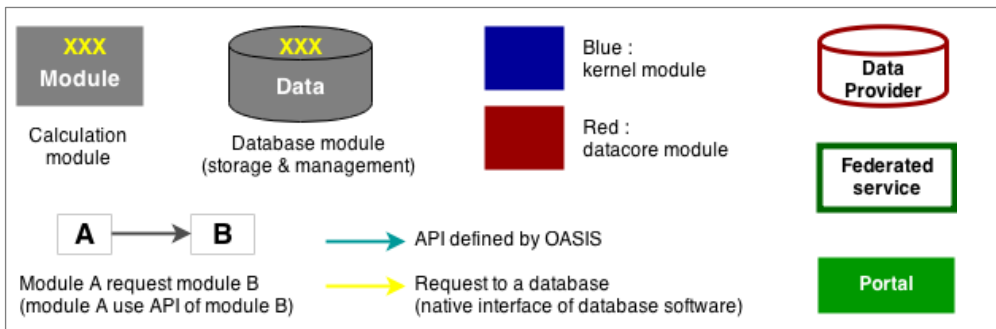 XXX
Module
Calculation
module
XXX
Data
Database module
(storage & management)
Blue :
kernel module
Red :
datacore module
Data
Provider
Federated
service
Portal
A
B
Module A request module B
(module A use API of module B)
API defined by OASIS
Request to a database
(native interface of database software)